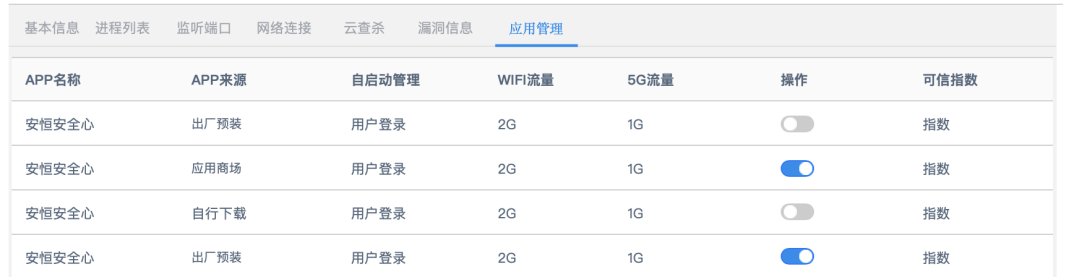 基本信息 进程列表 监听端口 网络连接 云查杀 漏洞信息 应用管理
APP名称 APP来源 自启动管理 WIFI流量 5G流量 操作 可信指数
安恒安全心 出厂预装 用户登录 2G 1G 指数
安恒安全心 应用商场 用户登录 2G 1G 指数
安恒安全心 自行下载 用户登录 2G 1G 指数
安恒安全心 出厂预装 用户登录 2G 1G 指数